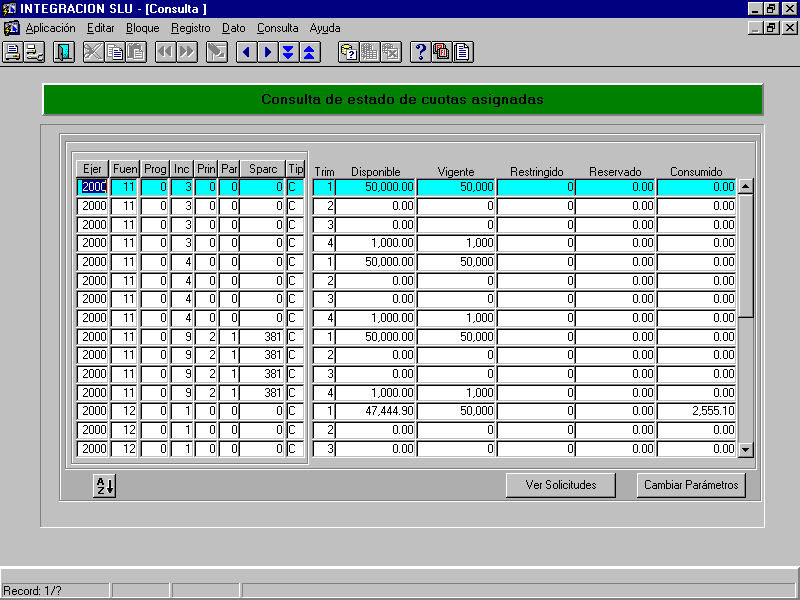 INTEGRACION SLU - [Consulta ]
Aplicación Editar Bloque Registro Dato Consulta Ayuda
Consulta de estado de cuotas asignadas
Ejer Fuen Prog Inc Prin Par Sparc Tip Trim Disponible Vigente Restringido Reservado Consumido
2000 11 0 3 0 0 0 C 1 50,000.00 50,000 0 0.00 0.00
2000 11 0 3 0 0 0 C 2 0.00 0 0 0.00 0.00
2000 11 0 3 0 0 0 C 3 0.00 0 0 0.00 0.00
2000 11 0 3 0 0 0 C 4 1,000.00 1,000 0 0.00 0.00
2000 11 0 4 0 0 0 C 1 50,000.00 50,000 0 0.00 0.00
2000 11 0 4 0 0 0 C 2 0.00 0 0 0.00 0.00
2000 11 0 4 0 0 0 C 3 0.00 0 0 0.00 0.00
2000 11 0 4 0 0 0 C 4 1,000.00 1,000 0 0.00 0.00
2000 11 0 9 2 1 381 C 1 50,000.00 50,000 0 0.00 0.00
2000 11 0 9 2 1 381 C 2 0.00 0 0 0.00 0.00
2000 11 0 9 2 1 381 C 3 0.00 0 0 0.00 0.00
2000 11 0 9 2 1 381 C 4 1,000.00 1,000 0 0.00 0.00
2000 12 0 1 0 0 0 C 1 47,444.90 50,000 0 0.00 2,555.10
2000 12 0 1 0 0 0 C 2 0.00 0 0 0.00 0.00
2000 12 0 1 0 0 0 C 3 0.00 0 0 0.00 0.00
AZ Ver Solicitudes Cambiar Parámetros
Record: 1/?